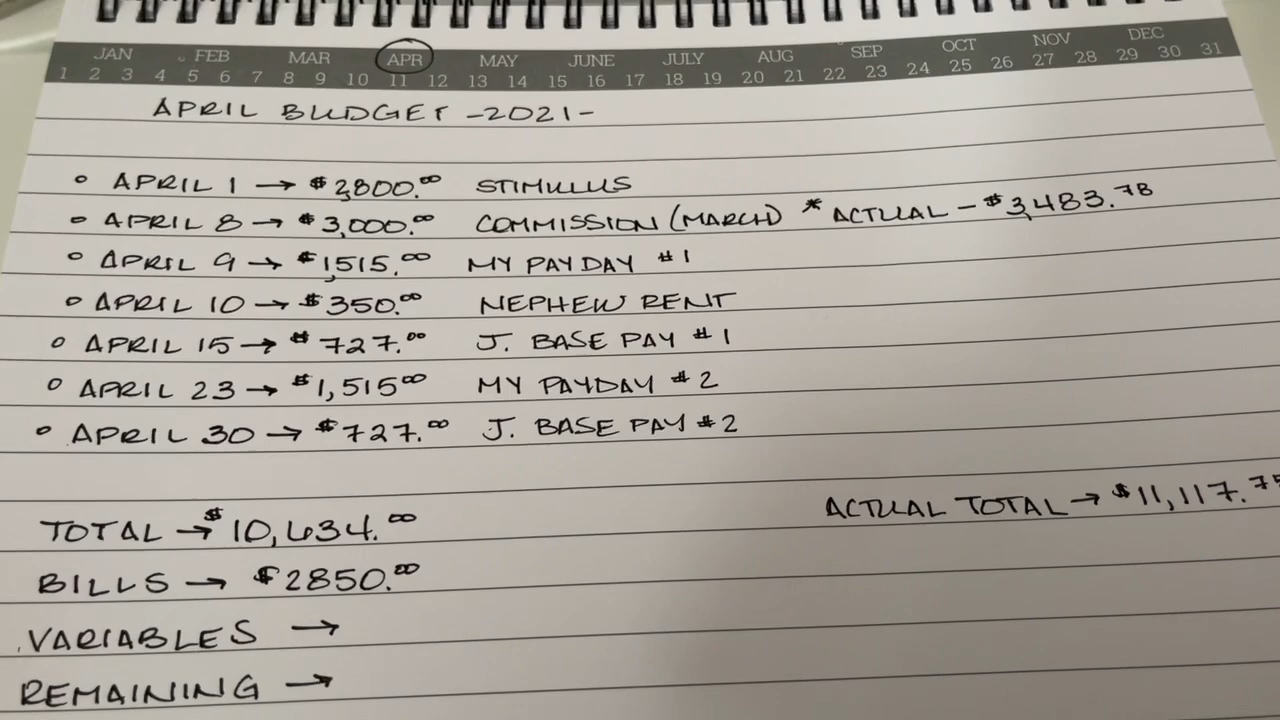 JAN FEB MAR APR MAY JUNE JULY AUG SEP OCT NOV DEC
1 2 3 4 5 6 7 8 9 10 11 12 13 14 15 16 17 18 19 20 21 22 23 24 25 26 27 28 29 30 31
APRIL BUDGET -2021-
APRIL 1 → $2,800.00 STIMULUS
APRIL 8 → $3,000.00 COMMISSION (MARCH) * ACTUAL - $3,483.78
APRIL 9 → $1,515.00 MY PAYDAY #1
APRIL 10 → $350.00 NEPHEW RENT
APRIL 15 → $727.00 J. BASE PAY #1
APRIL 23 → $1,515.00 MY PAYDAY #2
APRIL 30 → $727.00 J. BASE PAY #2
ACTUAL TOTAL → $11,117.7
TOTAL → $10,634.00
BILLS → $2850.00
VARIABLES →
REMAINING →